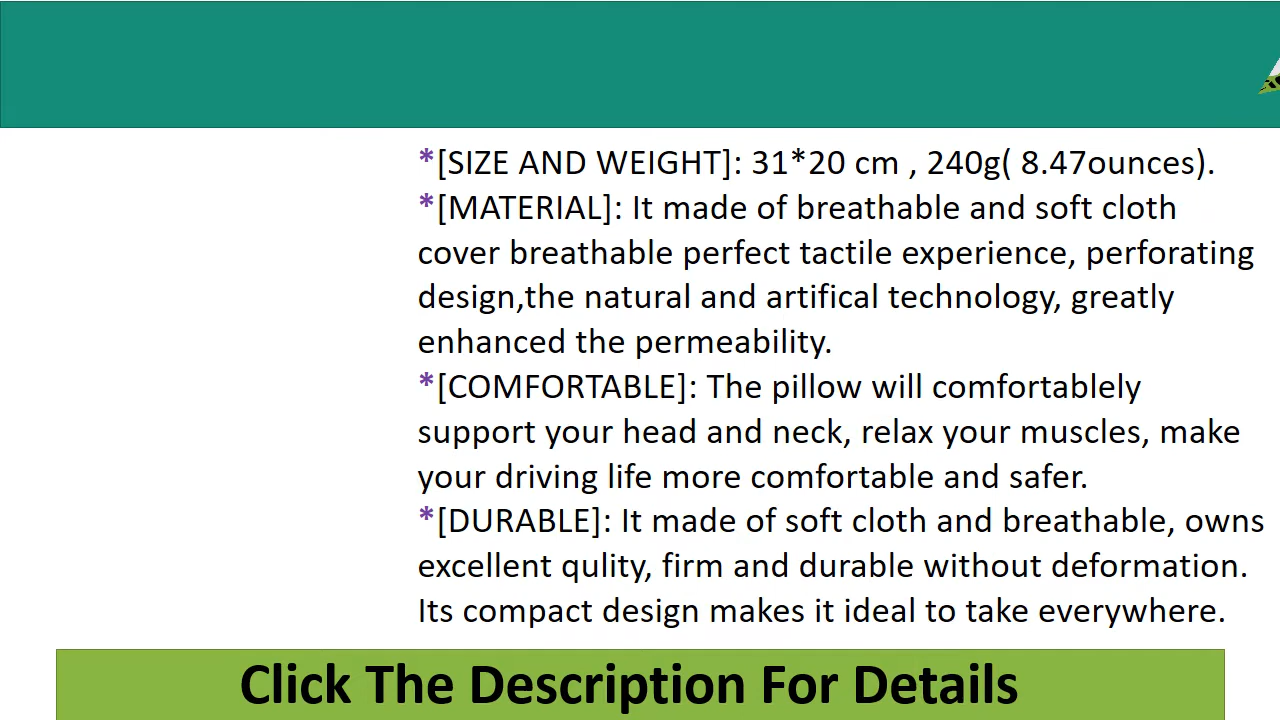 *[SIZE AND WEIGHT]: 31*20 cm , 240g( 8.47ounces).
*[MATERIAL]: It made of breathable and soft cloth
cover breathable perfect tactile experience, perforating
design,the natural and artifical technology, greatly
enhanced the permeability.
*[COMFORTABLE]: The pillow will comfortablely
support your head and neck, relax your muscles, make
your driving life more comfortable and safer.
*[DURABLE]: It made of soft cloth and breathable, owns
excellent qulity, firm and durable without deformation.
Its compact design makes it ideal to take everywhere.
Click The Description For Details